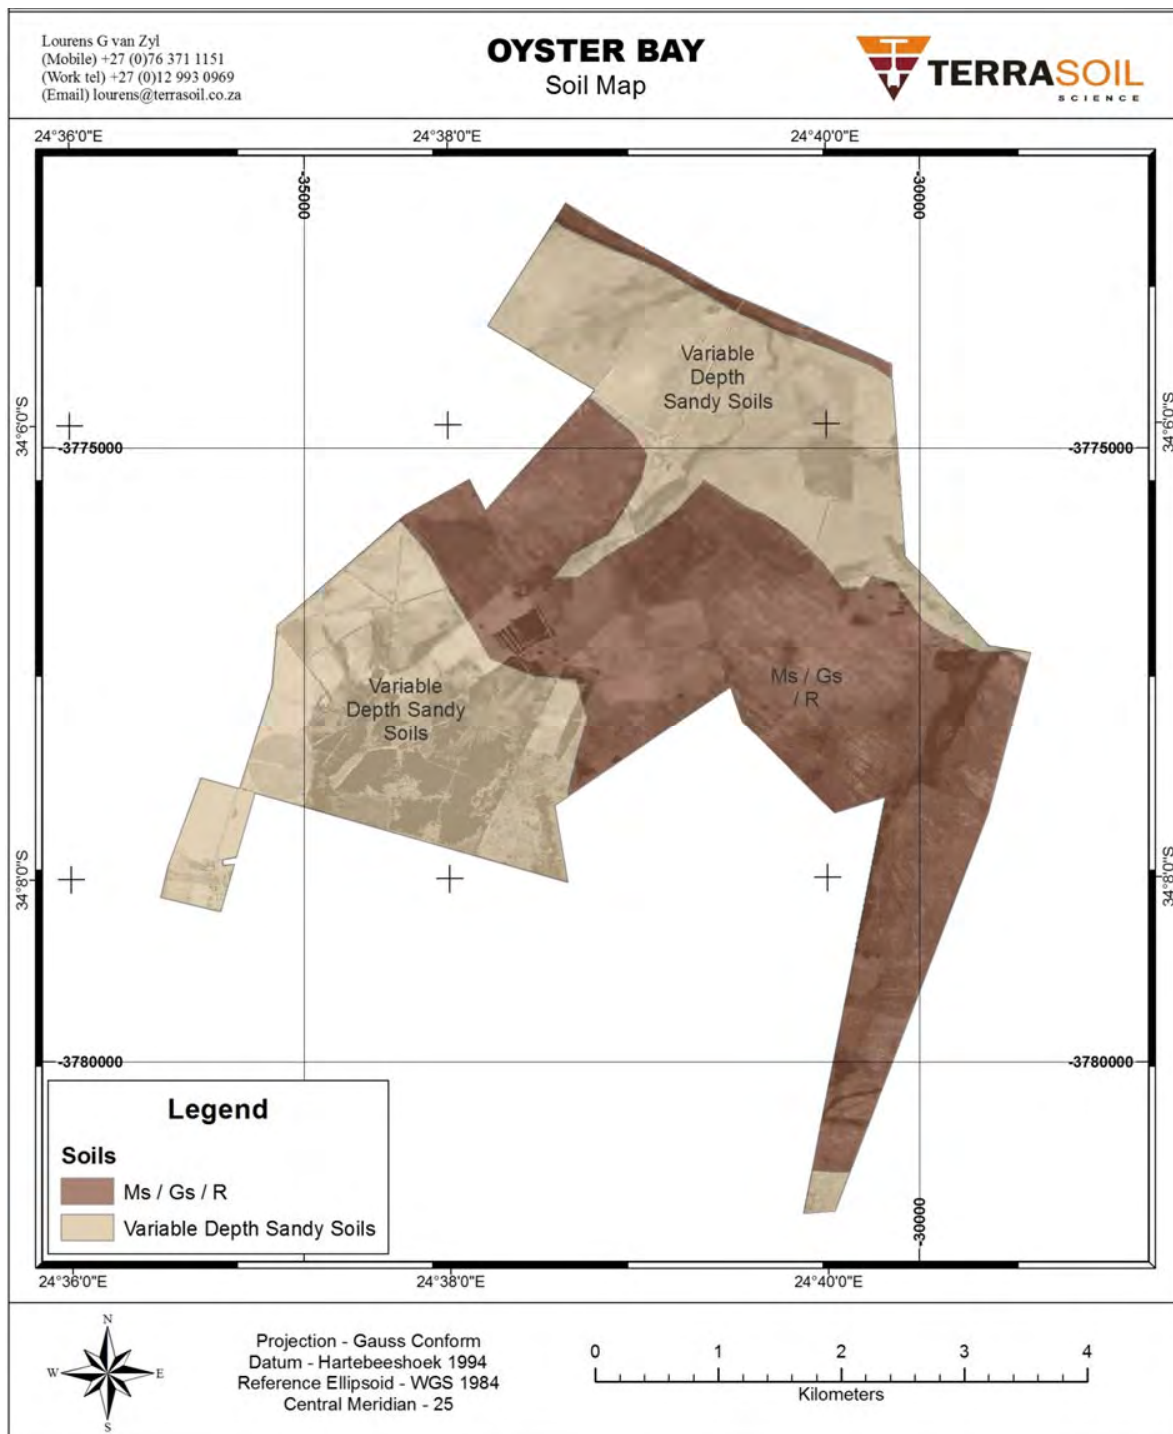 Lourens G van Zyl
(Mobile) +27 (0)76 371 1151
(Work tel) +27 (0)12 993 0969
(Email) lourens@terrasoil.co.za
OYSTER BAY
Soil Map
TERRASOIL
SCIENCE
24°36'0"E
24°38'0"E
24°40'0"E
-35000
-30000
Variable
Depth
Sandy Soils
34°6'0"S
34°6'0"S
-3775000
-3775000
Ms / Gs
/ R
Variable
Depth Sandy
Soils
34°8'0"S
34°8'0"S
-3780000
-3780000
Legend
Soils
Ms / Gs / R
Variable Depth Sandy Soils
-30000
24°36'0"E
24°38'0"E
24°40'0"E
N
W
E
S
Projection - Gauss Conform
Datum - Hartebeeshoek 1994
Reference Ellipsoid - WGS 1984
Central Meridian - 25
0 1 2 3 4
Kilometers